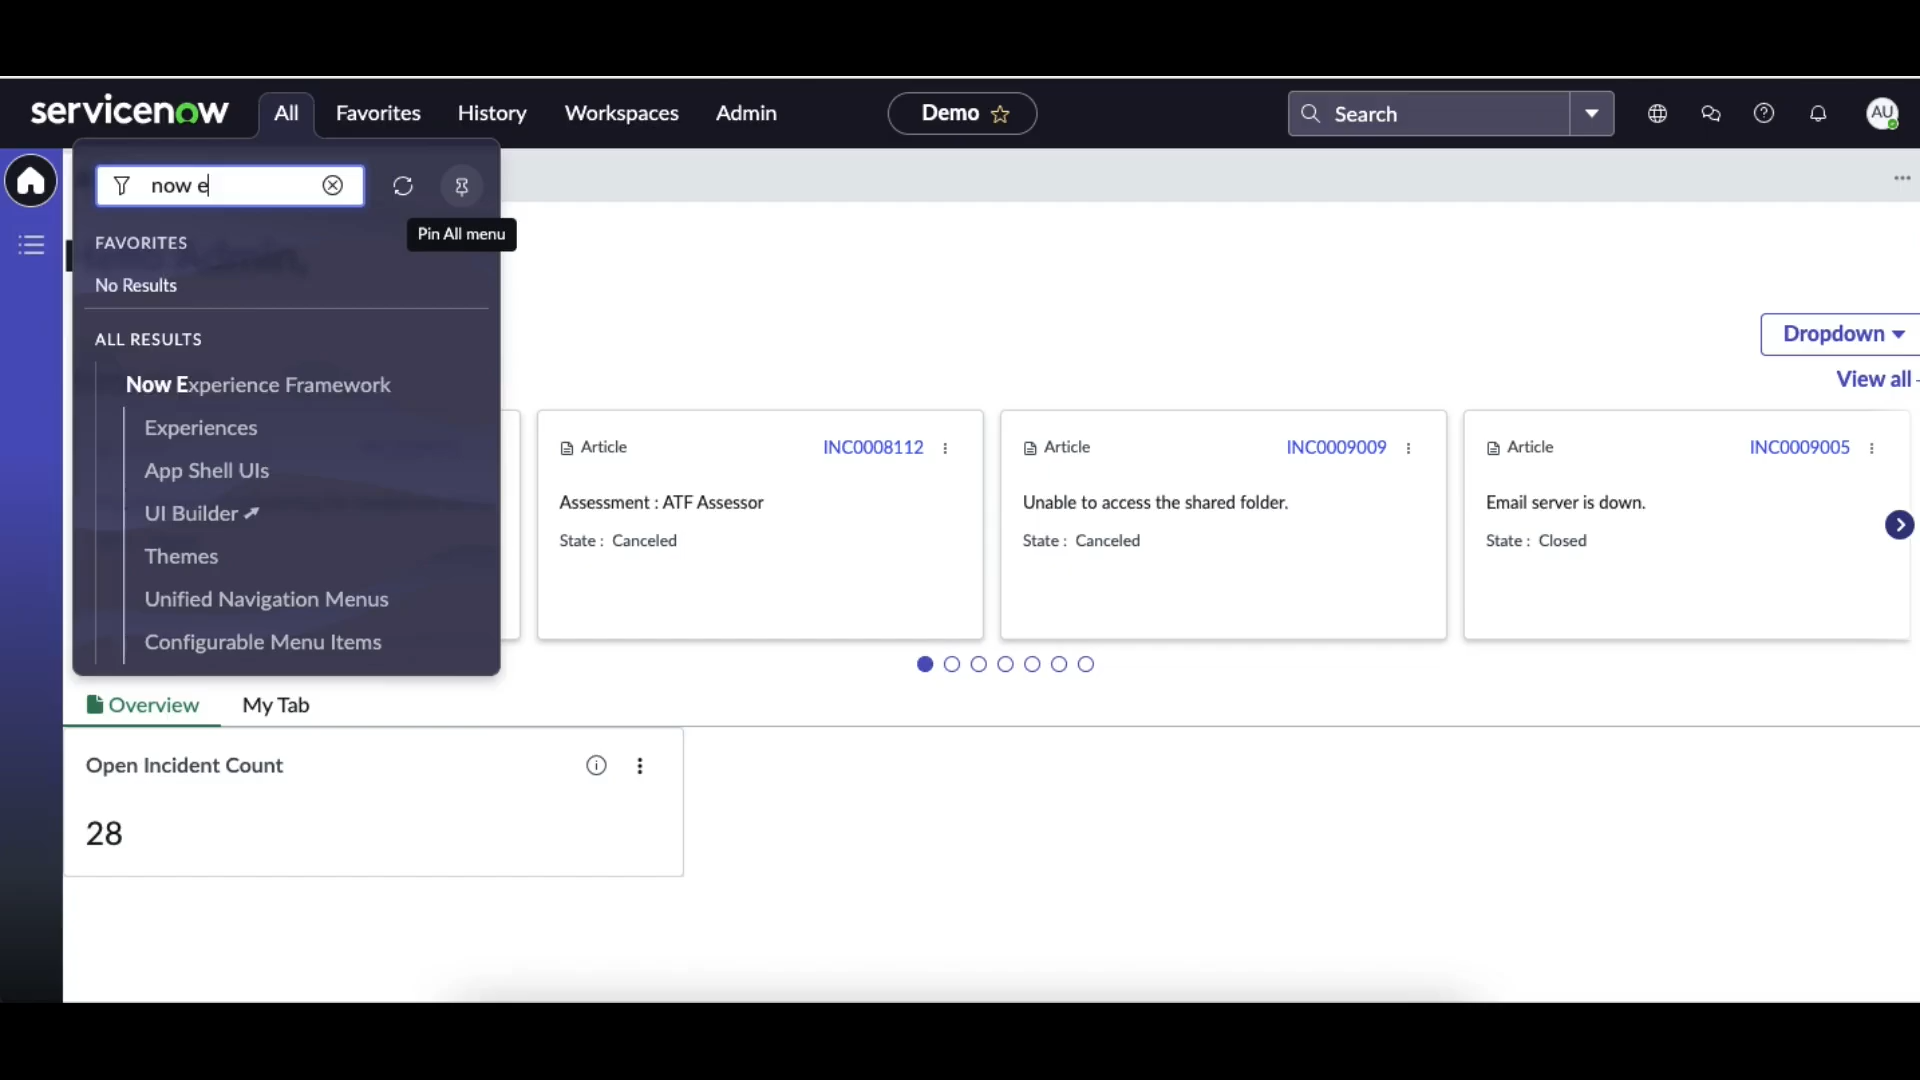 servicenow
All
Favorites
History
Workspaces
Admin
Demo
Search
AU
now e
Pin All menu
FAVORITES
No Results
ALL RESULTS
Now Experience Framework
Experiences
App Shell UIs
UI Builder
Themes
Unified Navigation Menus
Configurable Menu Items
Dropdown
View all
Article INC0008112
Assessment : ATF Assessor
State : Canceled
Article INC0009009
Unable to access the shared folder.
State : Canceled
Article INC0009005
Email server is down.
State : Closed
Overview
My Tab
Open Incident Count
28